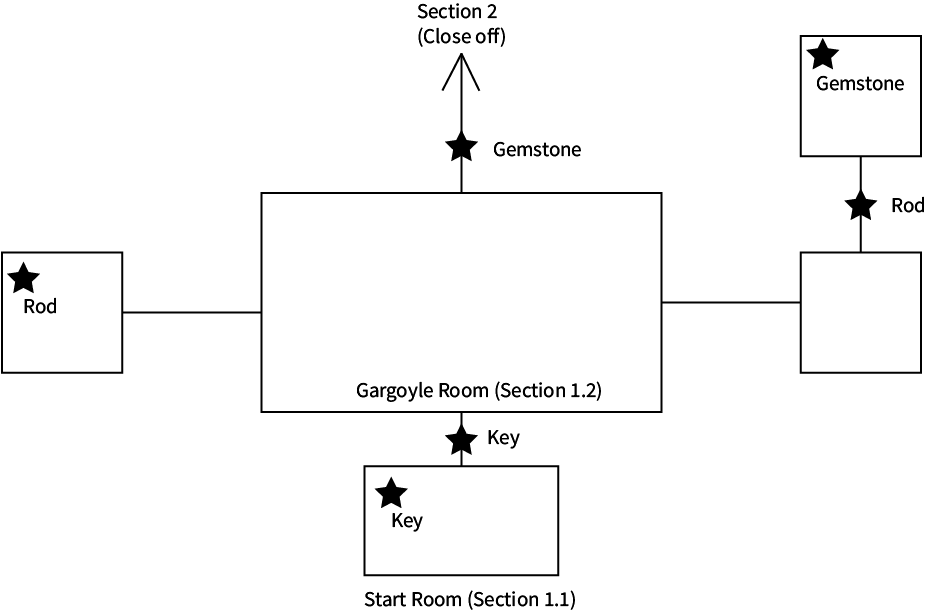 Section 2
(Close off)
Gemstone
Gemstone
Rod
Rod
Gargoyle Room (Section 1.2)
Key
Key
Start Room (Section 1.1)